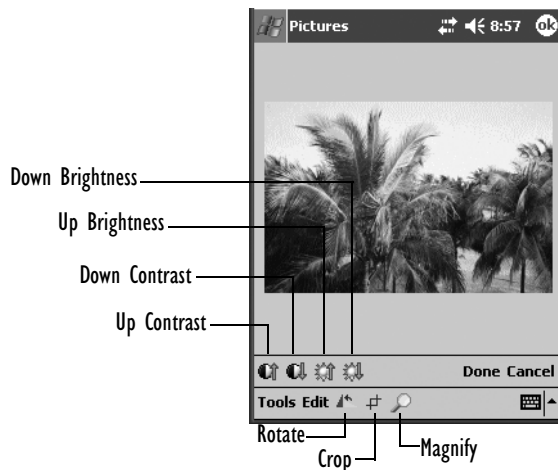 Pictures 8:57 ok
Down Brightness
Up Brightness
Down Contrast
Up Contrast
Done Cancel
Tools Edit
Rotate
Crop
Magnify